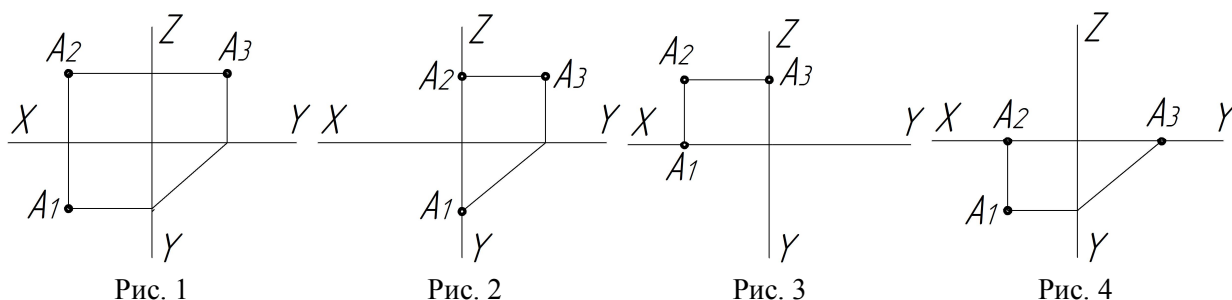 A2 Z A3
X Y
A1
Y
Рис. 1
Z
A2 A3
X Y
A1
Y
Рис. 2
A2 Z
A3
X Y
A1
Y
Рис. 3
Z
X A2 A3 Y
A1
Y
Рис. 4